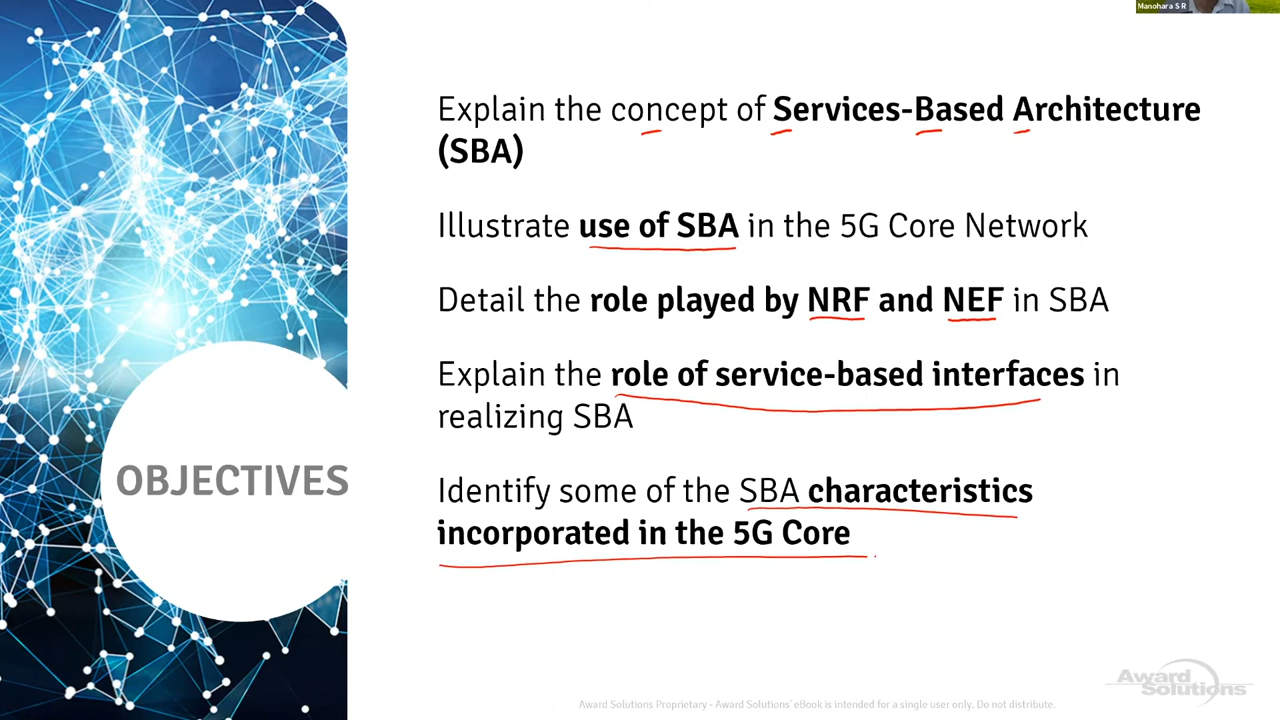 Manohara S R
Explain the concept of Services-Based Architecture
(SBA)
Illustrate use of SBA in the 5G Core Network
Detail the role played by NRF and NEF in SBA
Explain the role of service-based interfaces in
realizing SBA
OBJECTIVES
Identify some of the SBA characteristics
incorporated in the 5G Core
Award
Solutions
Award Solutions Proprietary - Award Solutions' eBook is intended for a single user only. Do not distribute.